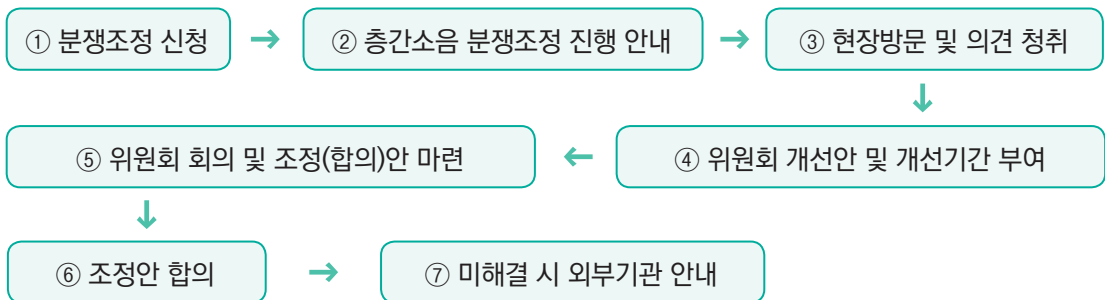 ① 분쟁조정 신청 → ② 층간소음 분쟁조정 진행 안내 → ③ 현장방문 및 의견 청취
↓
④ 위원회 개선안 및 개선기간 부여
←
⑤ 위원회 회의 및 조정(합의)안 마련
↓
⑥ 조정안 합의 → ⑦ 미해결 시 외부기관 안내